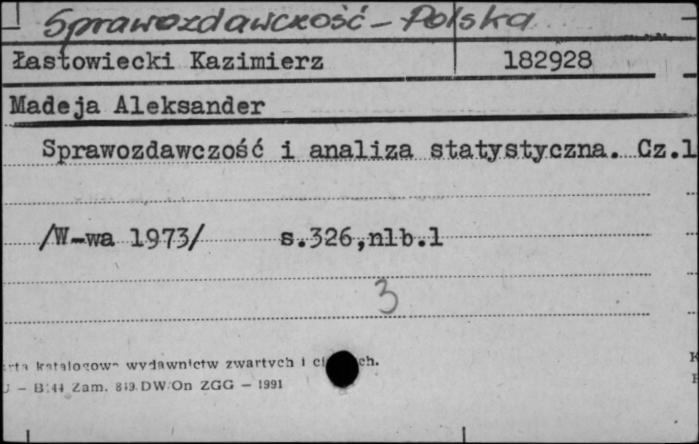 Sprawozdawczość - Polska
Łastowiecki Kazimierz 182928
Madeja Aleksander
Sprawozdawczość i analiza statystyczna. Cz.1
/W-wa 1973/ s.326,nlb.1
3
wydawnictw zwartych i
Zam. DW/On ZGG — 1991